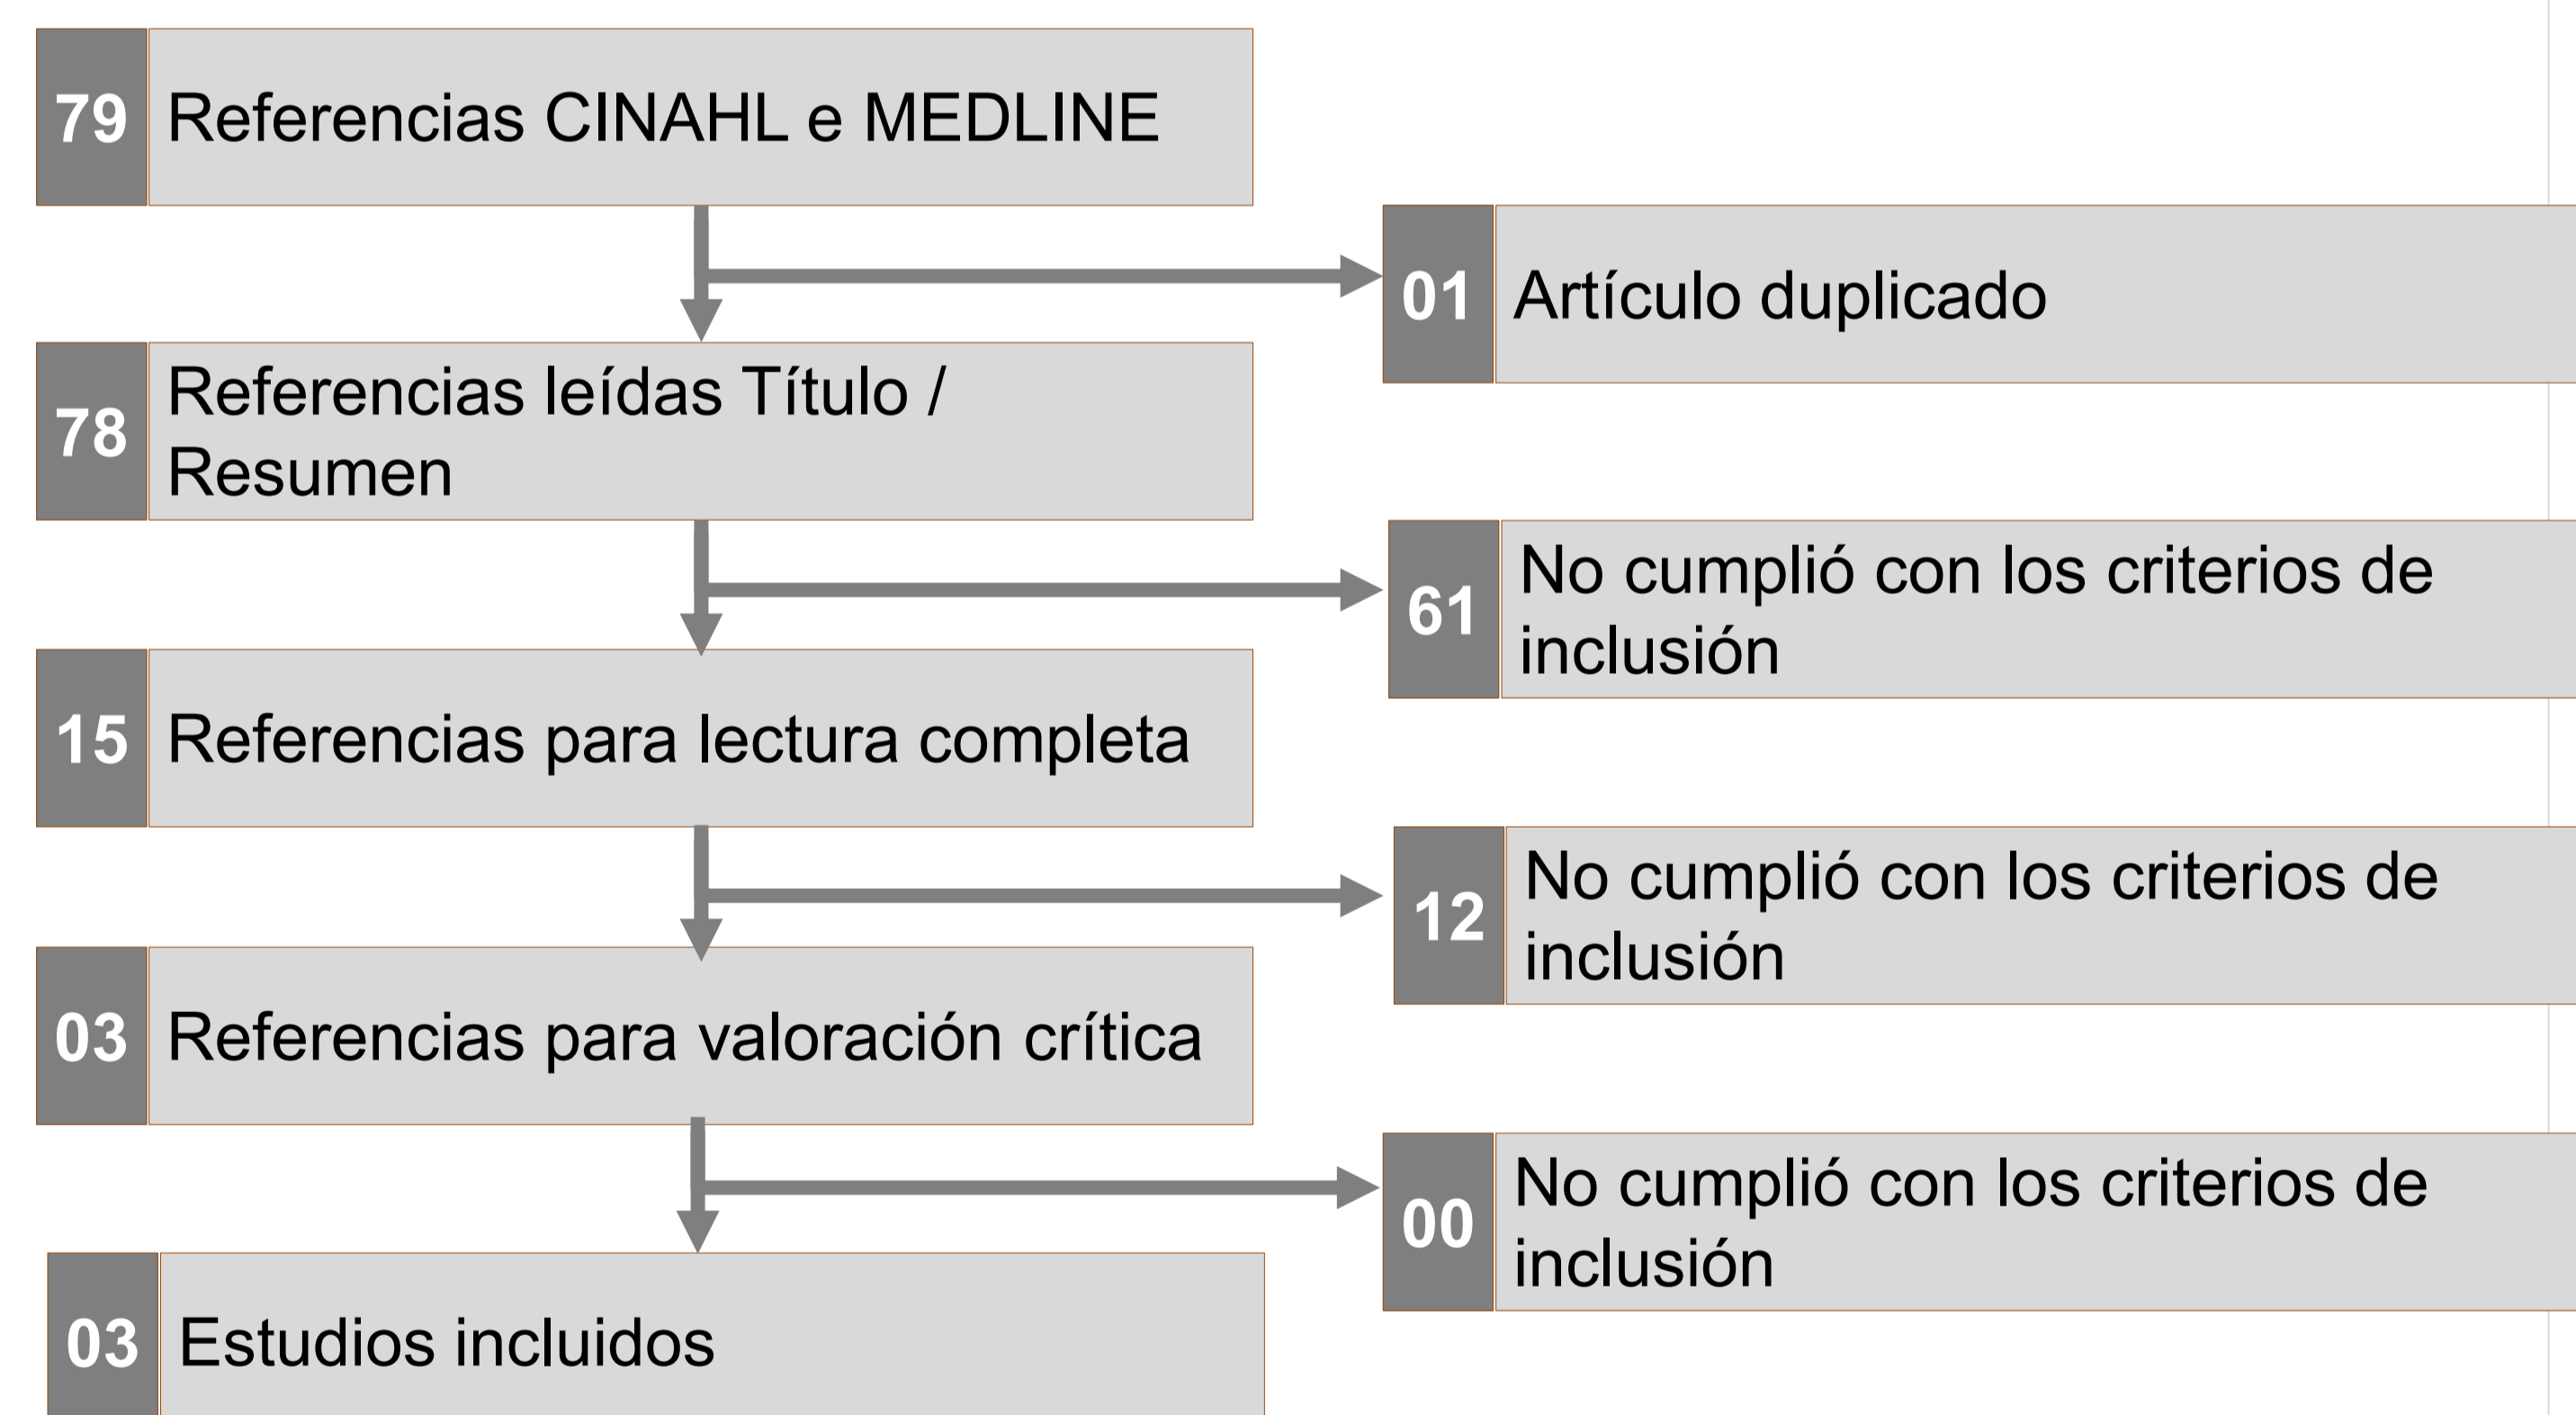 79 Referencias CINAHL e MEDLINE
01 Artículo duplicado
78 Referencias leídas Título /
Resumen
61 No cumplió con los criterios de
inclusión
15 Referencias para lectura completa
12 No cumplió con los criterios de
inclusión
03 Referencias para valoración crítica
00 No cumplió con los criterios de
inclusión
03 Estudios incluidos